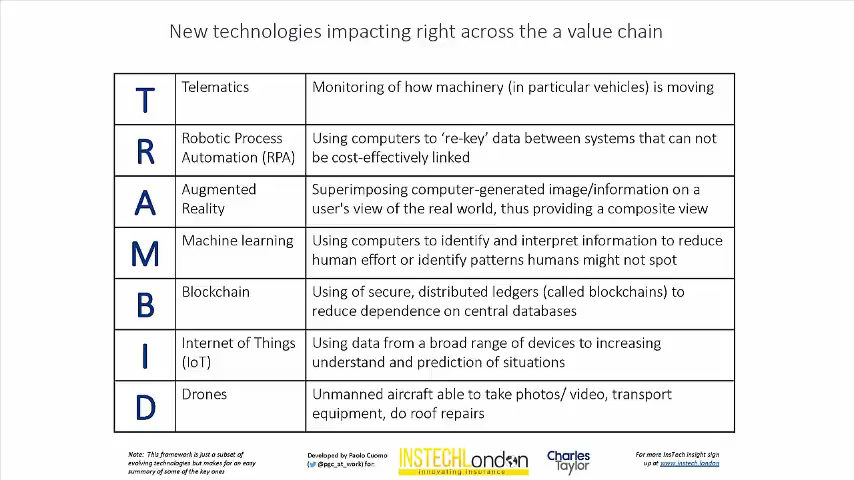 New technologies impacting right across the a value chain
T
Telematics
Monitoring of how machinery (in particular vehicles) is moving
R
Robotic Process
Automation (RPA)
Using computers to ‘re-key’ data between systems that can not
be cost-effectively linked
A
Augmented
Reality
Superimposing computer-generated image/information on a
user's view of the real world, thus providing a composite view
M
Machine learning
Using computers to identify and interpret information to reduce
human effort or identify patterns humans might not spot
B
Blockchain
Using of secure, distributed ledgers (called blockchains) to
reduce dependence on central databases
I
Internet of Things
(IoT)
Using data from a broad range of devices to increasing
understand and prediction of situations
D
Drones
Unmanned aircraft able to take photos/ video, transport
equipment, do roof repairs
Note: This framework is just a subset of
evolving technologies but makes for an easy
summary of some of the key ones
Developed by Paolo Cuomo
(@pgc_at_work) for:
INSTECHLondon
innovating insurance
Charles
Taylor
For more InsTech Insight sign
up at www.instech.london